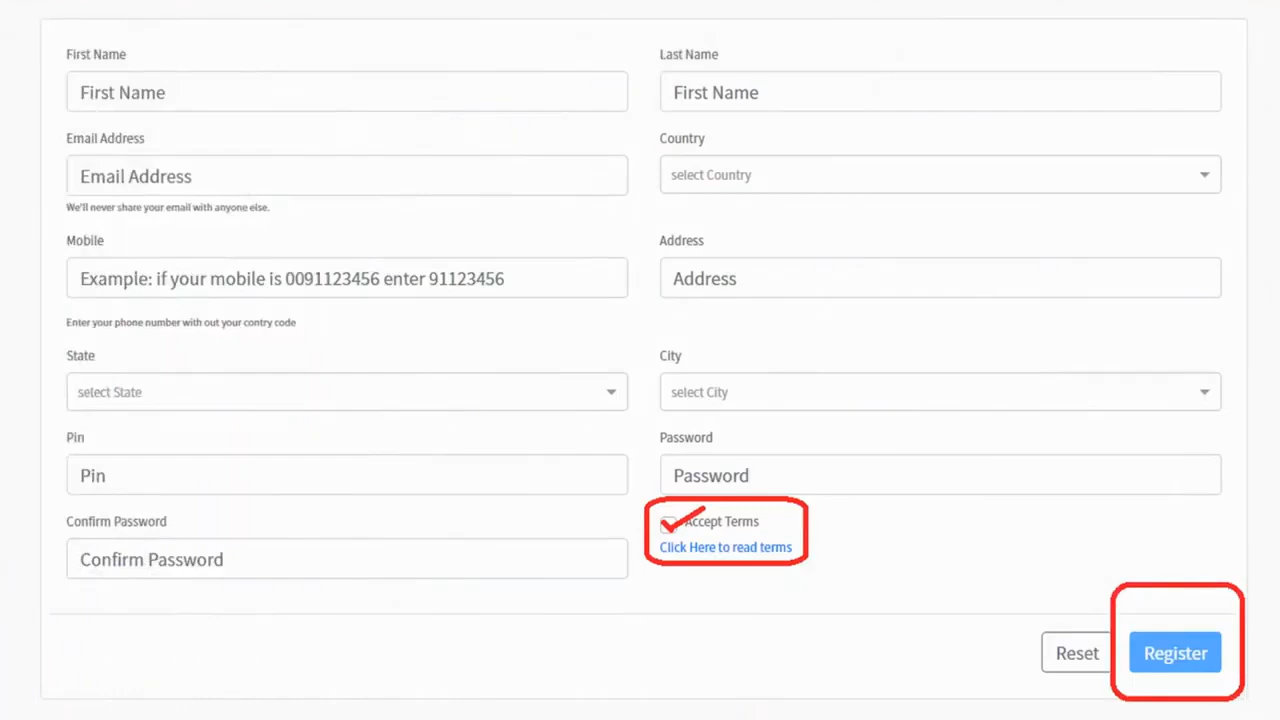 First Name
Last Name
First Name
First Name
Email Address
Country
Email Address
select Country
We'll never share your email with anyone else.
Mobile
Address
Example: if your mobile is 0091123456 enter 91123456
Address
Enter your phone number with out your contry code
State
City
select State
select City
Pin
Password
Pin
Password
Confirm Password
Accept Terms
Click Here to read terms
Confirm Password
Reset
Register